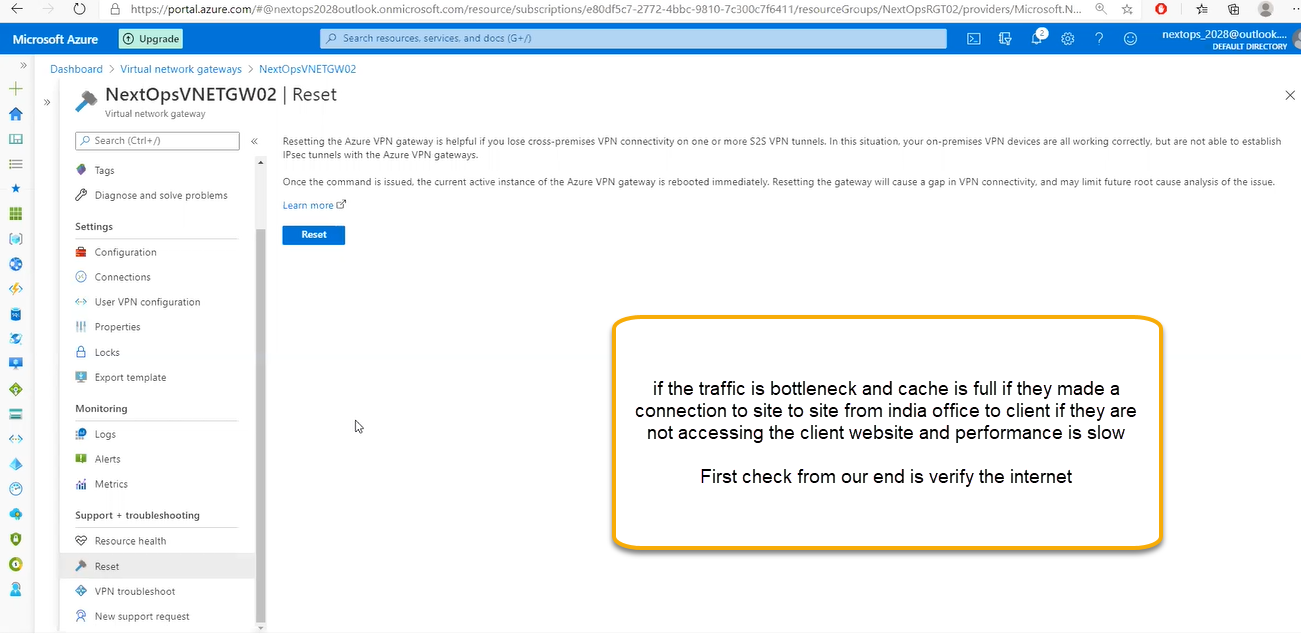 https://portal.azure.com/#@nextops2028outlook.onmicrosoft.com/resource/subscriptions/e80df5c7-2772-4bbc-9810-7c300c7f6411/resourceGroups/NextOpsRGT02/providers/Microsoft.N...
Microsoft Azure
Upgrade
Search resources, services, and docs (G+/)
2
nextops_2028@outlook....
DEFAULT DIRECTORY
Dashboard > Virtual network gateways > NextOpsVNETGW02
NextOpsVNETGW02 | Reset
Virtual network gateway
Search (Ctrl+/)
Tags
Diagnose and solve problems
Settings
Configuration
Connections
User VPN configuration
Properties
Locks
Export template
Monitoring
Logs
Alerts
Metrics
Support + troubleshooting
Resource health
Reset
VPN troubleshoot
New support request
Resetting the Azure VPN gateway is helpful if you lose cross-premises VPN connectivity on one or more S2S VPN tunnels. In this situation, your on-premises VPN devices are all working correctly, but are not able to establish
IPsec tunnels with the Azure VPN gateways.
Once the command is issued, the current active instance of the Azure VPN gateway is rebooted immediately. Resetting the gateway will cause a gap in VPN connectivity, and may limit future root cause analysis of the issue.
Learn more
Reset
if the traffic is bottleneck and cache is full if they made a
connection to site to site from india office to client if they are
not accessing the client website and performance is slow
First check from our end is verify the internet